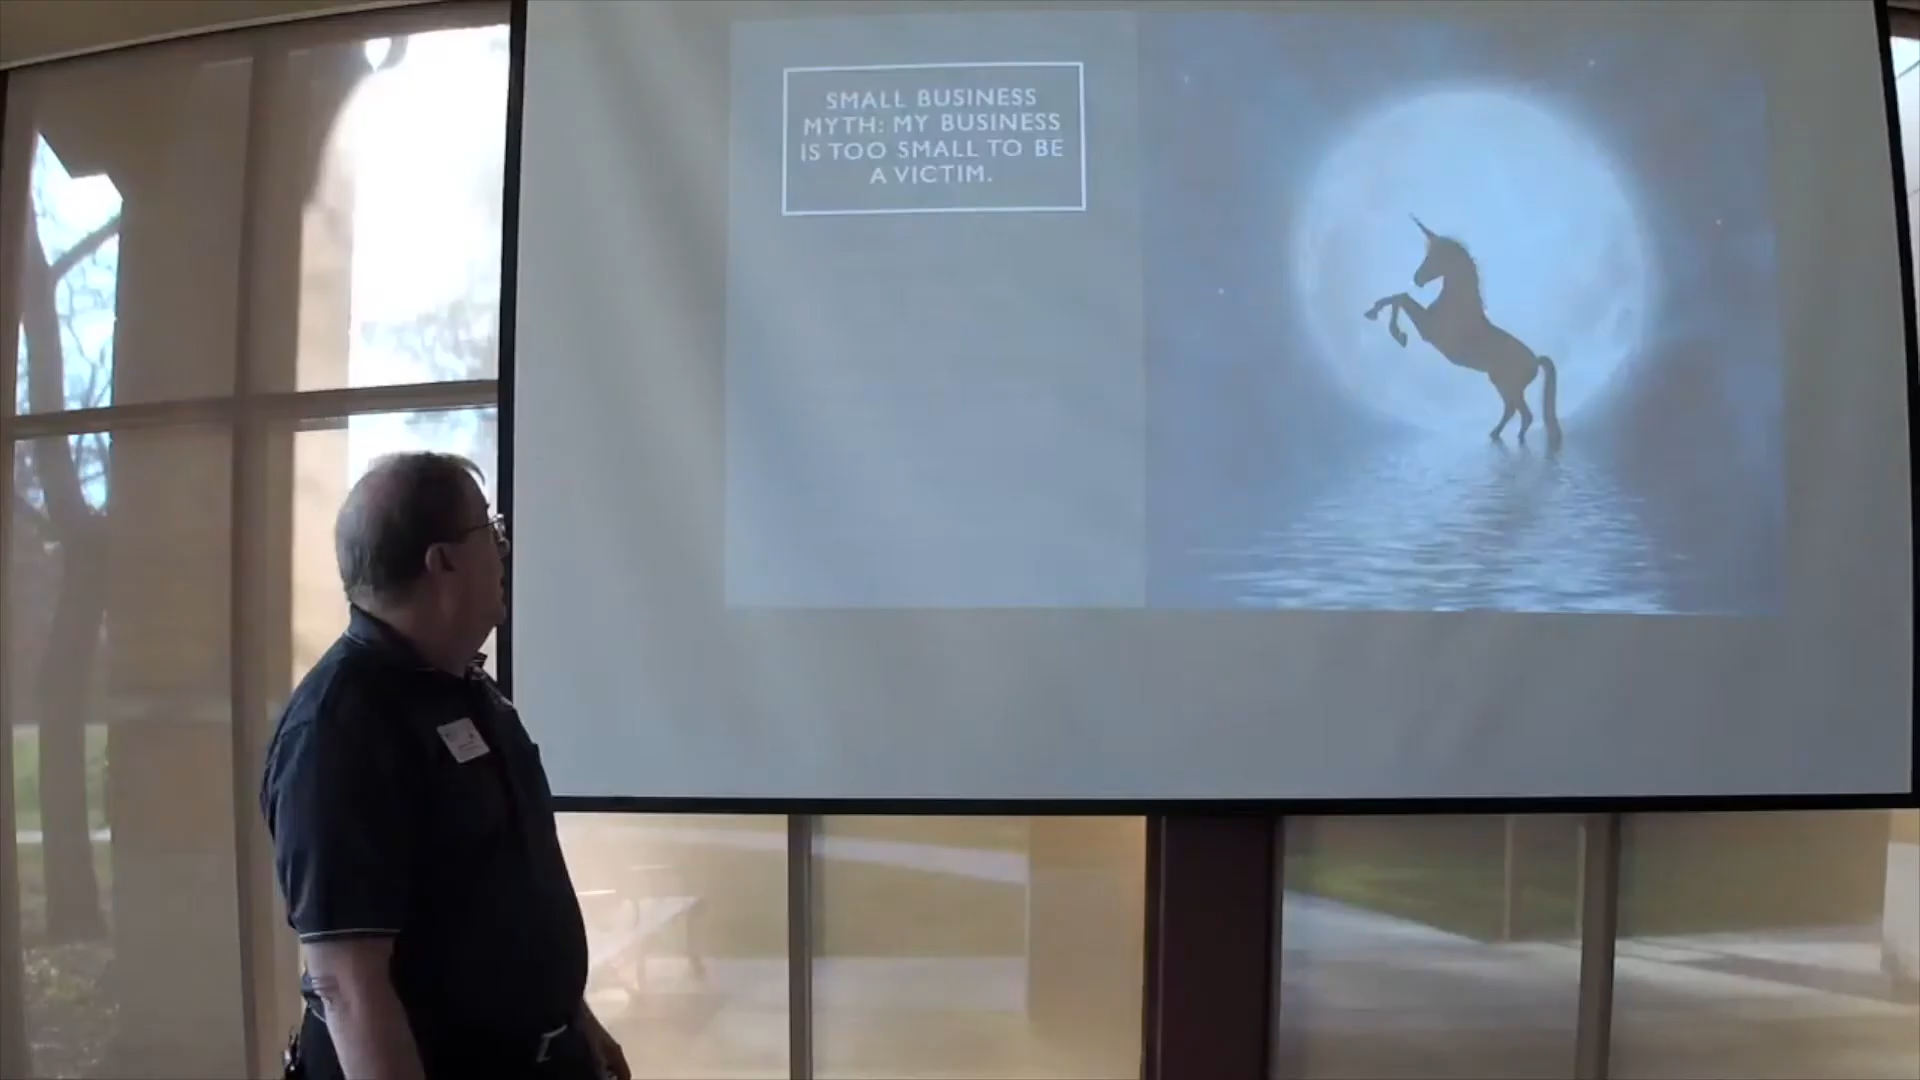 SMALL BUSINESS
MYTH: MY BUSINESS
IS TOO SMALL TO BE
A VICTIM.